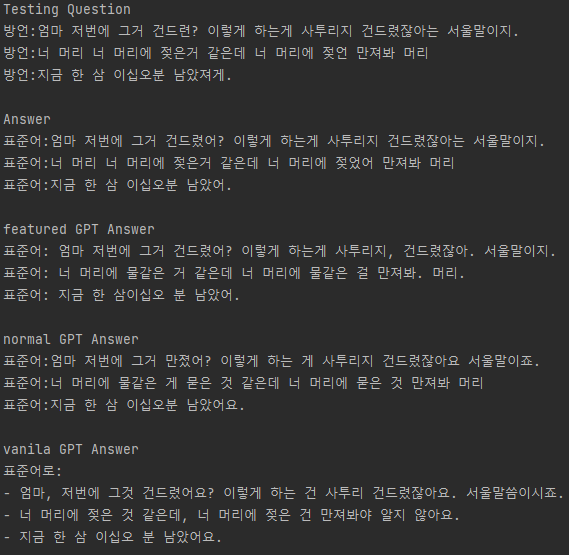 Testing Question
방언:엄마 저번에 그거 건드련? 이렇게 하는게 사투리지 건드렸잖아는 서울말이지.
방언:너 머리 너 머리에 젖은거 같은데 너 머리에 젖언 만져봐 머리
방언:지금 한 삼 이십오분 남았져게.
Answer
표준어:엄마 저번에 그거 건드렸어? 이렇게 하는게 사투리지 건드렸잖아는 서울말이지.
표준어:너 머리 너 머리에 젖은거 같은데 너 머리에 젖었어 만져봐 머리
표준어:지금 한 삼 이십오분 남았어.
featured GPT Answer
표준어: 엄마 저번에 그거 건드렸어? 이렇게 하는게 사투리지, 건드렸잖아. 서울말이지.
표준어: 너 머리에 물같은 거 같은데 너 머리에 물같은 걸 만져봐. 머리.
표준어: 지금 한 삼이십오 분 남았어.
normal GPT Answer
표준어:엄마 저번에 그거 만졌어? 이렇게 하는 게 사투리지 건드렸잖아요 서울말이죠.
표준어:너 머리에 물같은 게 묻은 것 같은데 너 머리에 묻은 것 만져봐 머리
표준어:지금 한 삼 이십오분 남았어요.
vanila GPT Answer
표준어로:
- 엄마, 저번에 그것 건드렸어요? 이렇게 하는 건 사투리 건드렸잖아요. 서울말씀이시죠.
- 너 머리에 젖은 것 같은데, 너 머리에 젖은 건 만져봐야 알지 않아요.
- 지금 한 삼 이십오 분 남았어요.